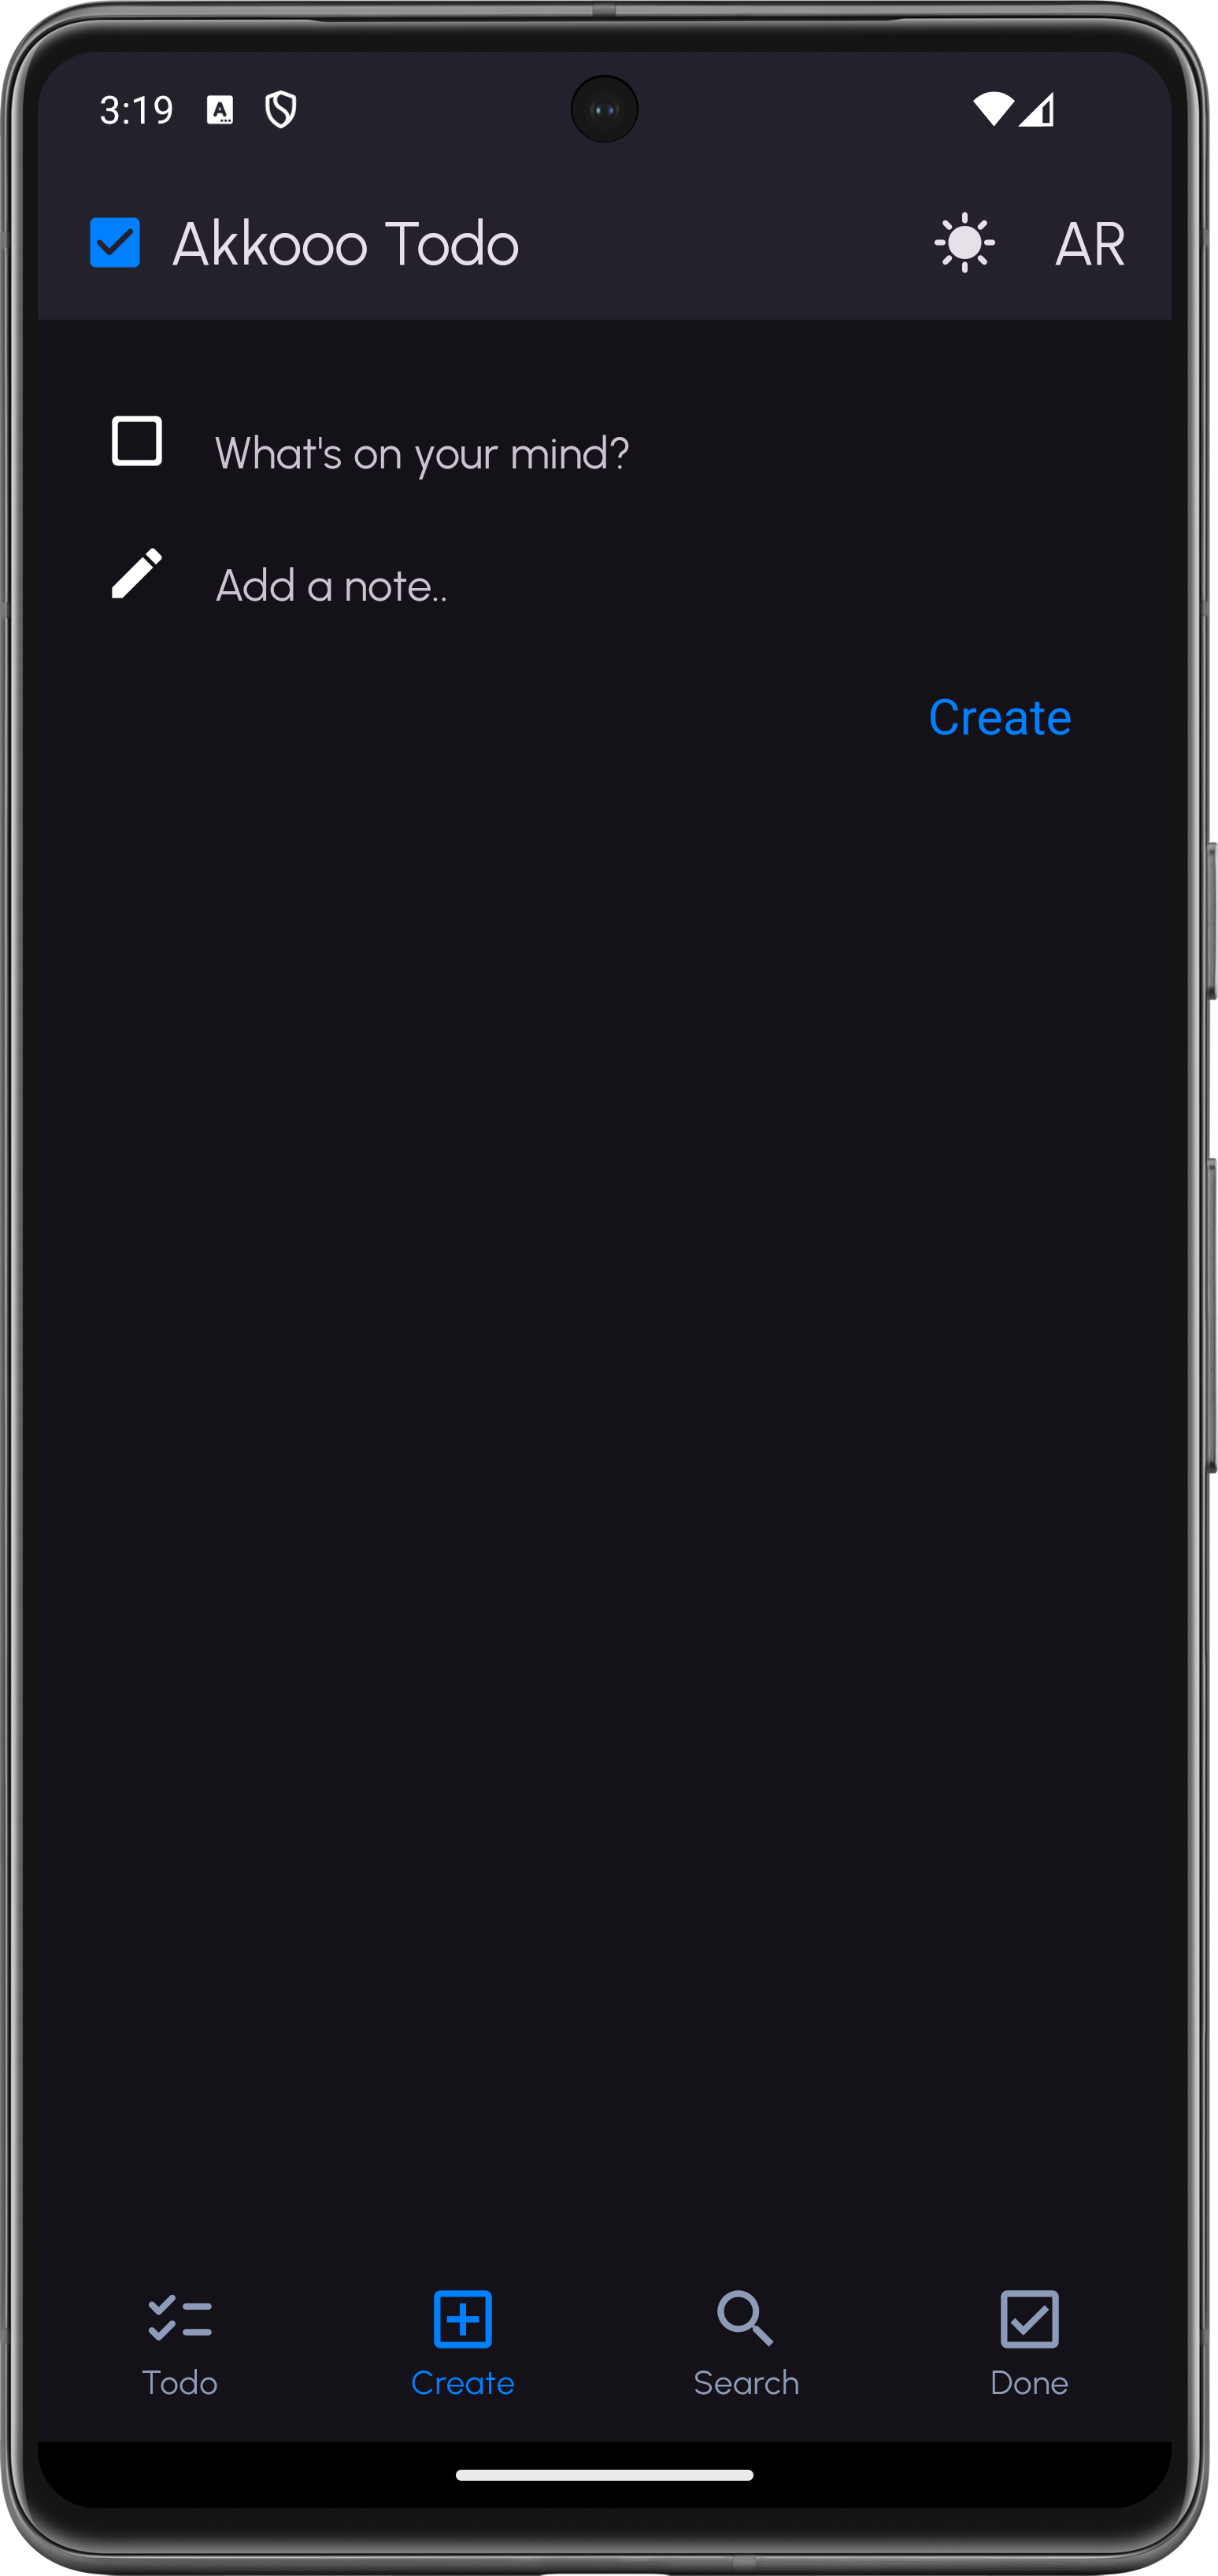 3:19 A
Akkooo Todo AR
What's on your mind?
Add a note..
Create
Todo Create Search Done